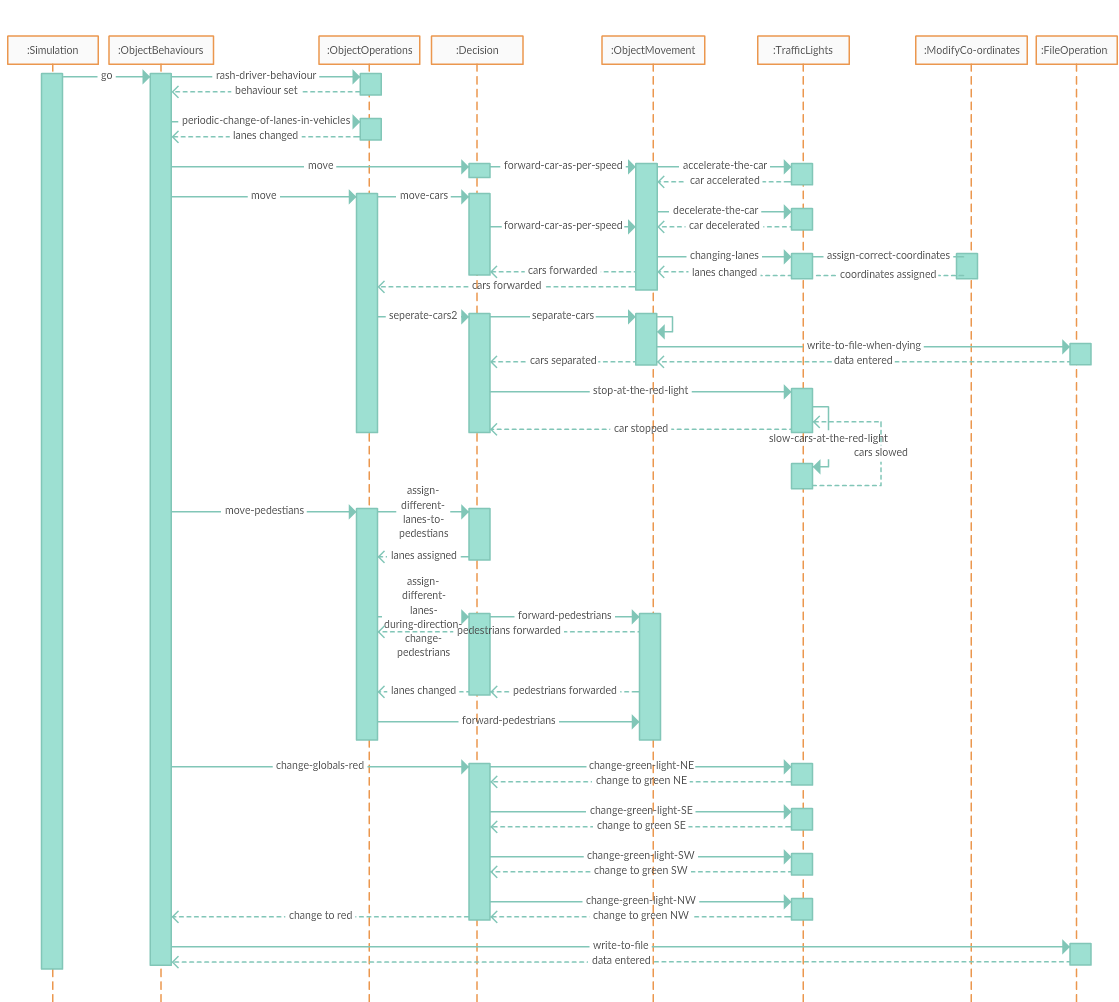 :Simulation
:ObjectBehaviours
:ObjectOperations
:Decision
:ObjectMovement
:TrafficLights
:ModifyCo-ordinates
:FileOperation
go
rash-driver-behaviour
behaviour set
periodic-change-of-lanes-in-vehicles
lanes changed
move
forward-car-as-per-speed
accelerate-the-car
car accelerated
move
move-cars
decelerate-the-car
forward-car-as-per-speed
car decelerated
changing-lanes
assign-correct-coordinates
cars forwarded
lanes changed
coordinates assigned
cars forwarded
seperate-cars2
separate-cars
write-to-file-when-dying
cars separated
data entered
stop-at-the-red-light
car stopped
slow-cars-at-the-red-light
cars slowed
move-pedestians
assign-
different-
lanes-to-
pedestians
lanes assigned
assign-
different-
lanes-
during-direction-
change-
pedestrians
forward-pedestrians
pedestrians forwarded
lanes changed
pedestrians forwarded
forward-pedestrians
change-globals-red
change-green-light-NE
change to green NE
change-green-light-SE
change to green SE
change-green-light-SW
change to green SW
change-green-light-NW
change to red
change to green NW
write-to-file
data entered